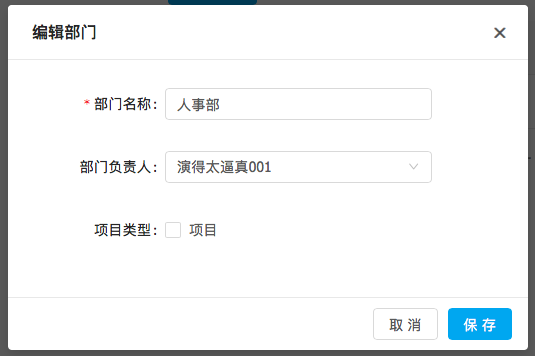 编辑部门
* 部门名称: 人事部
部门负责人: 演得太逼真001
项目类型: 项目
取 消 保 存